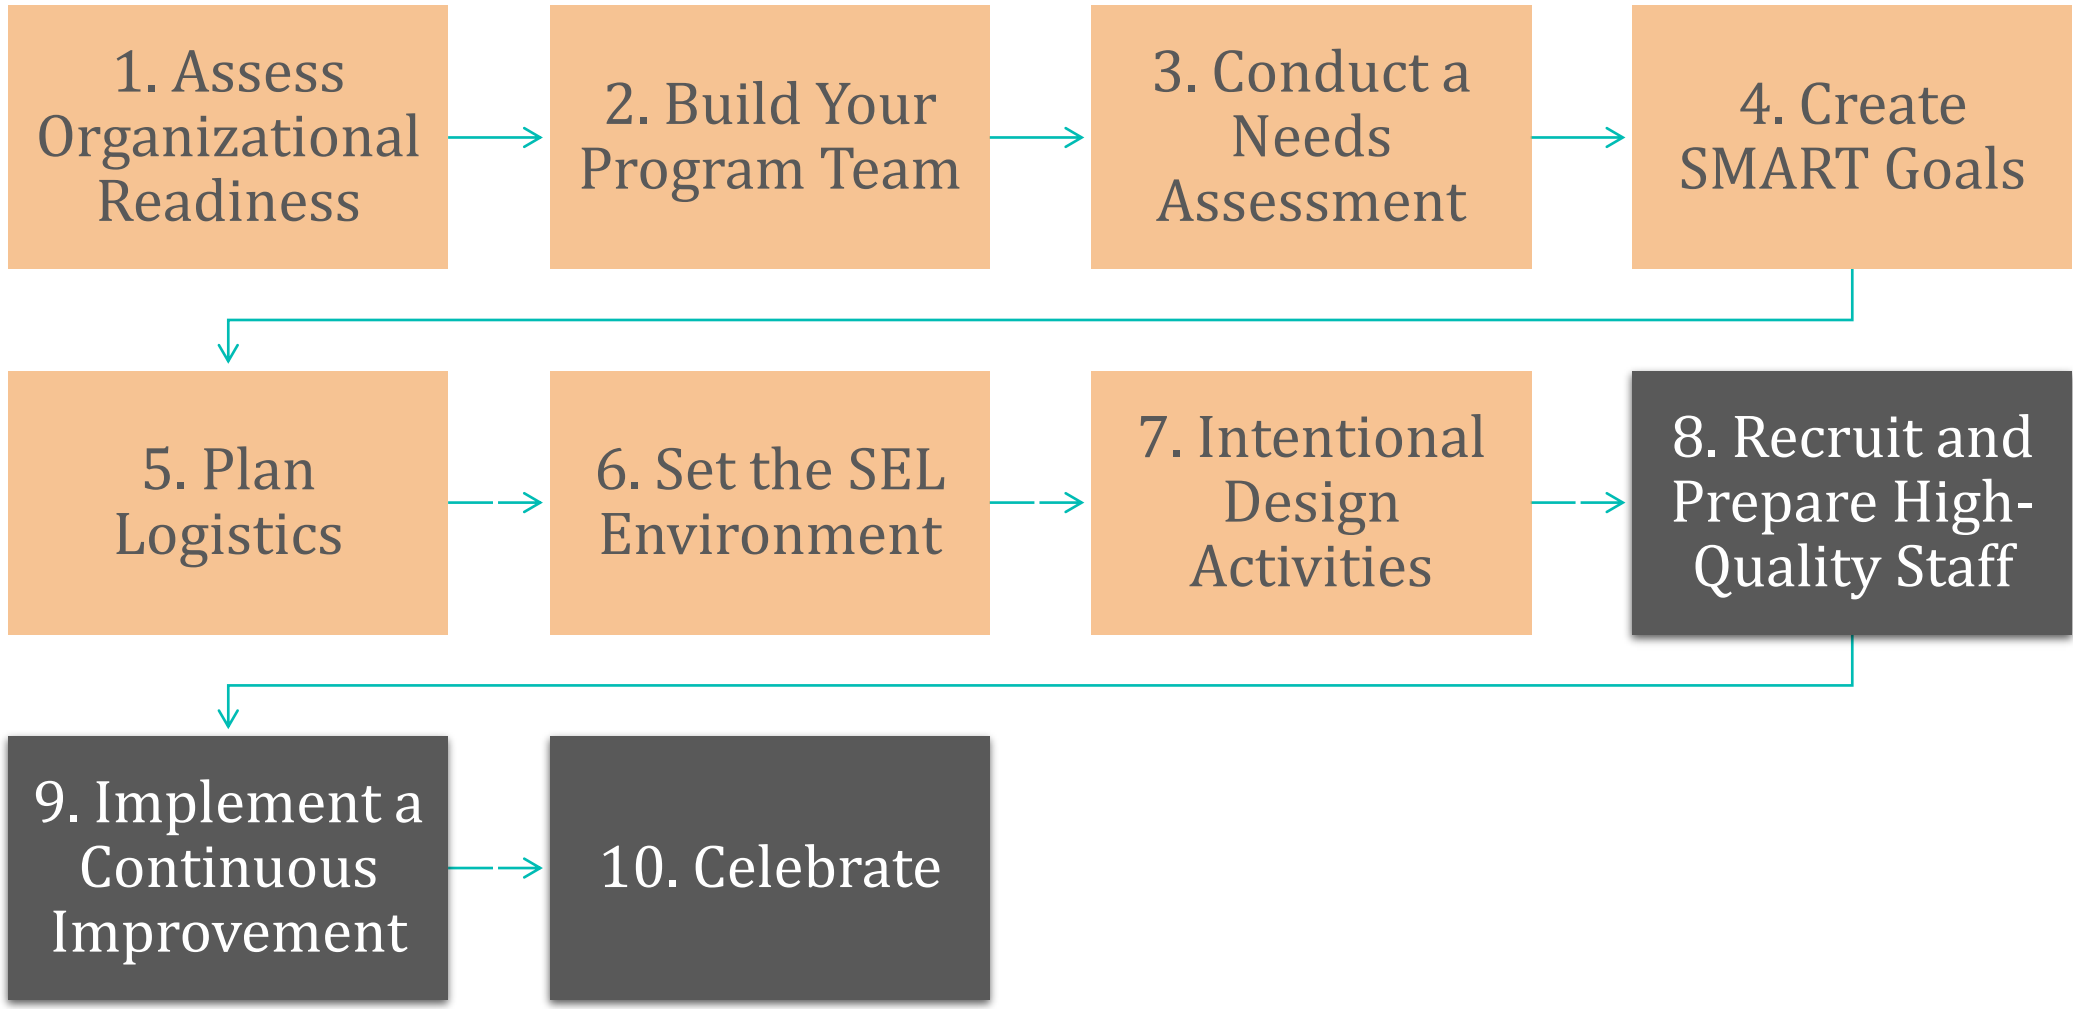 1. Assess
Organizational
Readiness
2. Build Your
Program Team
3. Conduct a
Needs
Assessment
4. Create
SMART Goals
5. Plan
Logistics
6. Set the SEL
Environment
7. Intentional
Design
Activities
8. Recruit and
Prepare High-
Quality Staff
9. Implement a
Continuous
Improvement
10. Celebrate